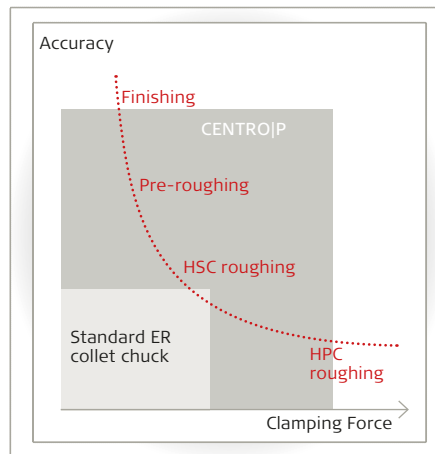 Accuracy
Finishing
CENTRO|P
Pre-roughing
HSC roughing
Standard ER
collet chuck
HPC
roughing
Clamping Force